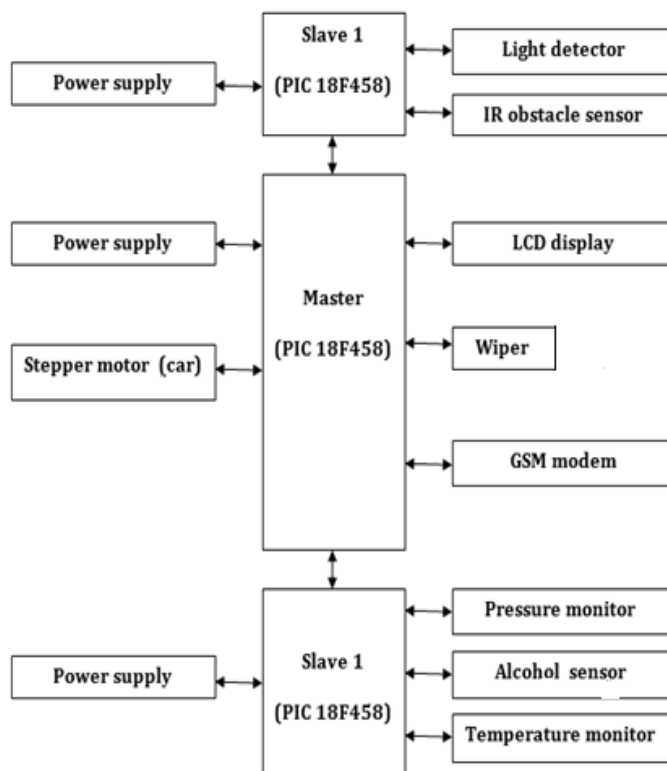 Slave 1
(PIC 18F458)
Power supply
Light detector
IR obstacle sensor
Power supply
Stepper motor (car)
Master
(PIC 18F458)
LCD display
Wiper
GSM modem
Power supply
Slave 1
(PIC 18F458)
Pressure monitor
Alcohol sensor
Temperature monitor